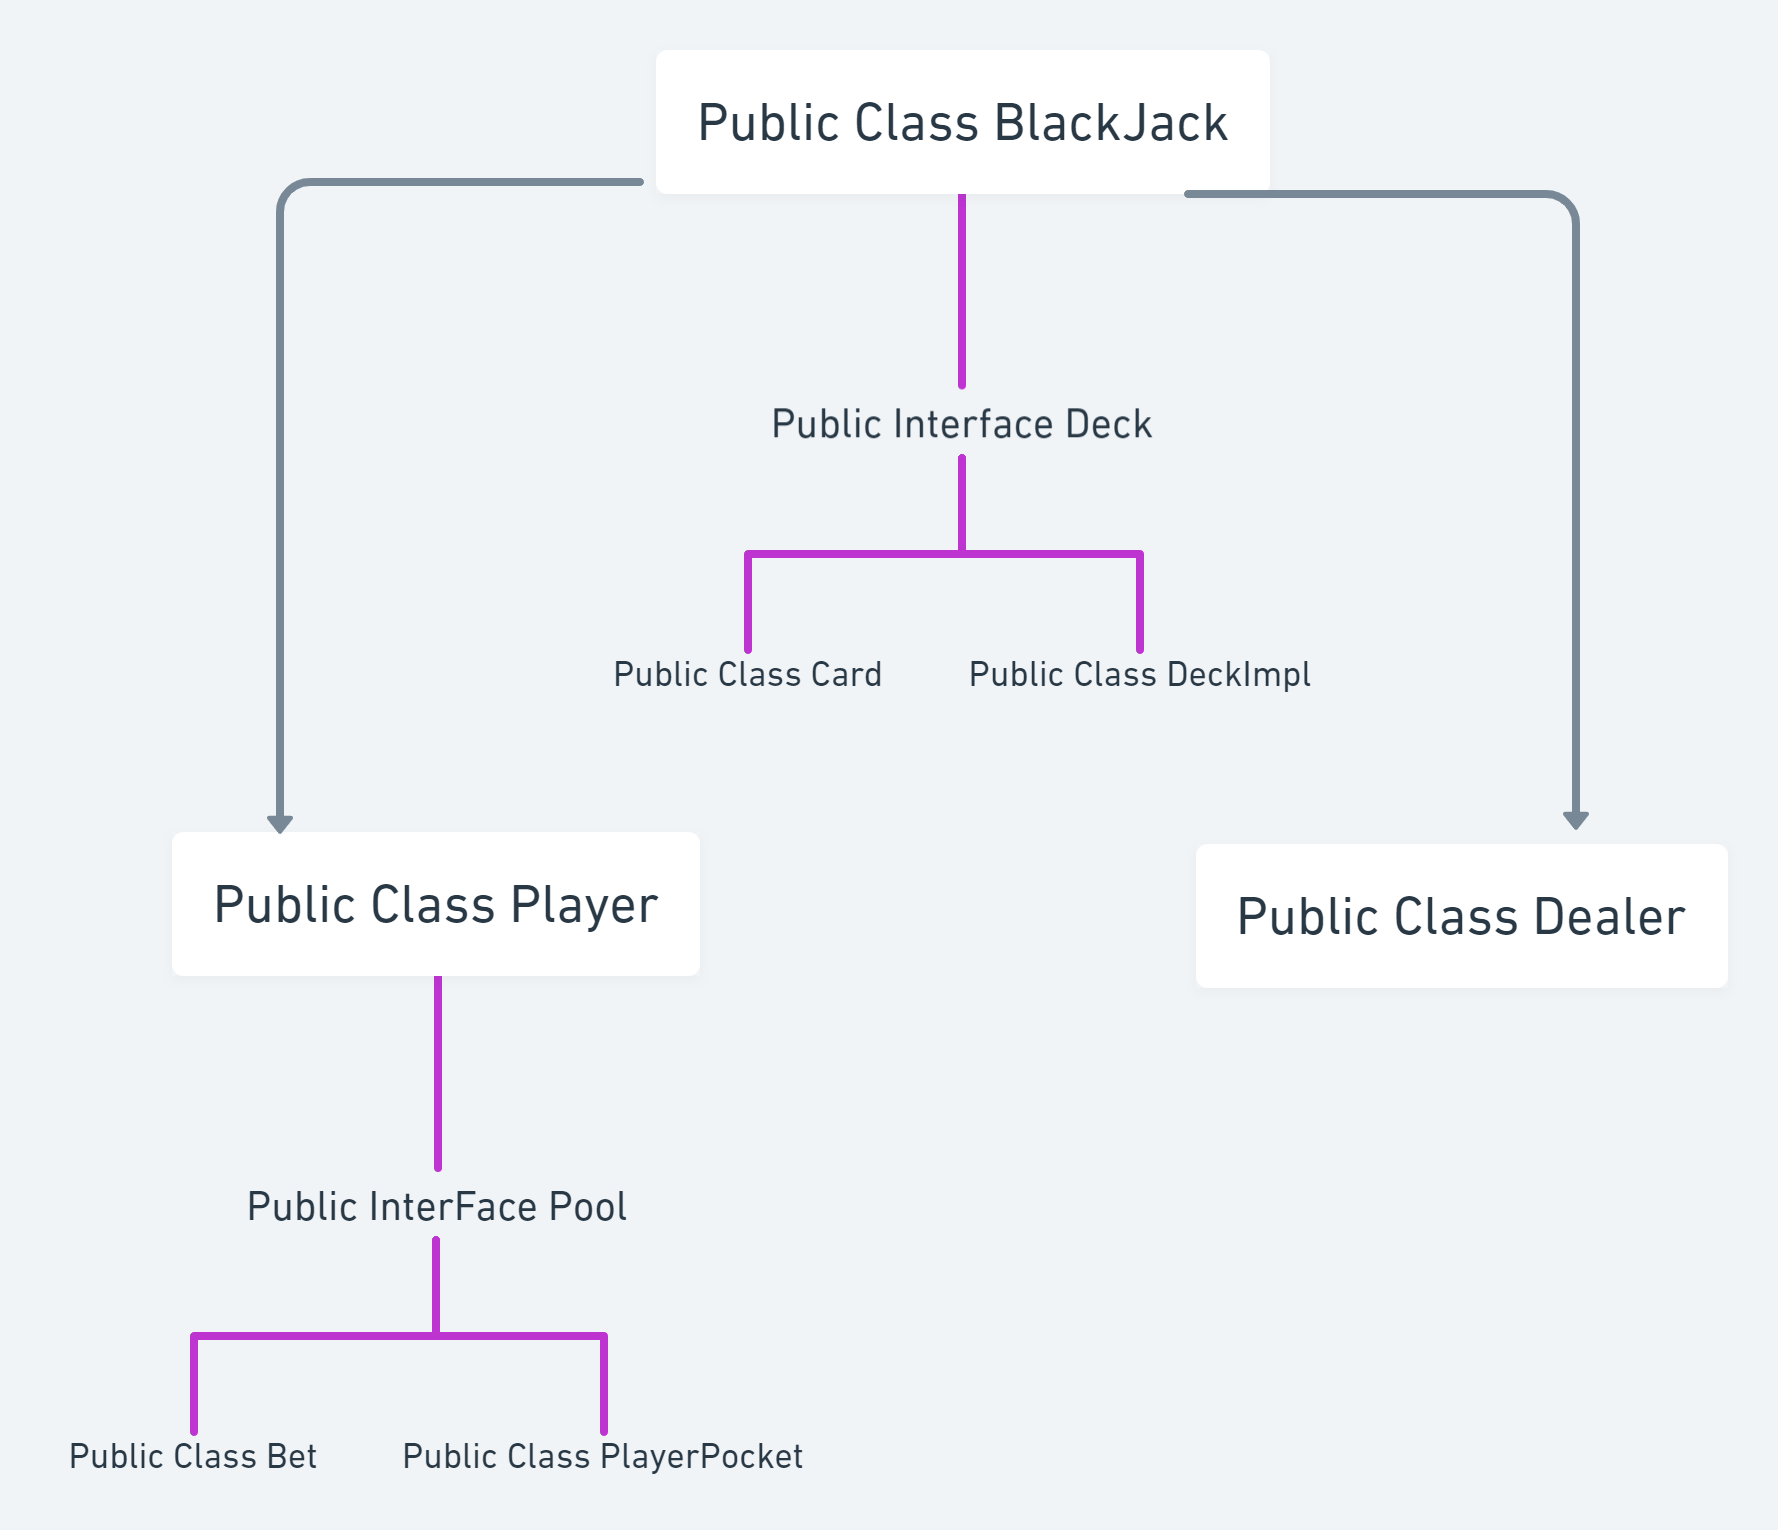 Public Class BlackJack
Public Interface Deck
Public Class Card
Public Class DeckImpl
Public Class Player
Public Class Dealer
Public InterFace Pool
Public Class Bet
Public Class PlayerPocket